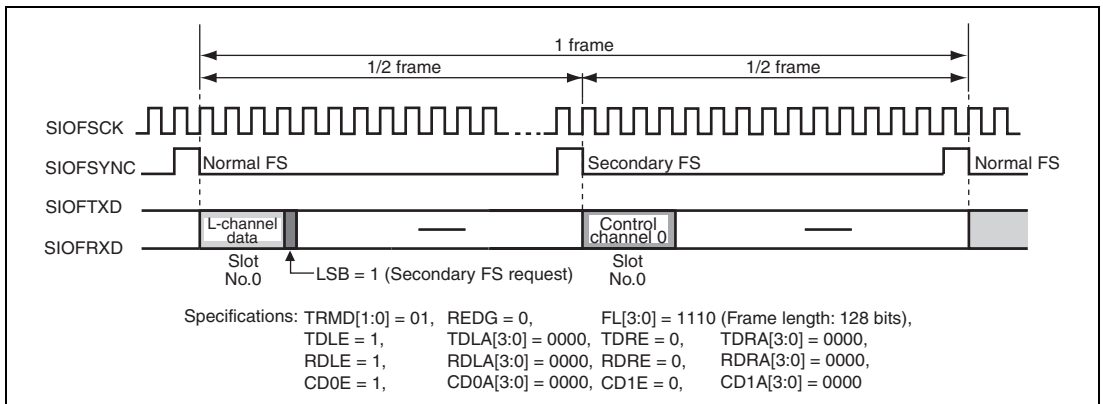 1 frame
1/2 frame 1/2 frame
SIOFSCK
SIOFSYNC Normal FS Secondary FS Normal FS
SIOFTXD
SIOFRXD
L-channel
data
Control
channel 0
Slot
No.0
LSB = 1 (Secondary FS request)
Slot
No.0
Specifications: TRMD[1:0] = 01, REDG = 0, FL[3:0] = 1110 (Frame length: 128 bits),
TDLE = 1, TDLA[3:0] = 0000, TDRE = 0, TDRA[3:0] = 0000,
RDLE = 1, RDLA[3:0] = 0000, RDRE = 0, RDRA[3:0] = 0000,
CD0E = 1, CD0A[3:0] = 0000, CD1E = 0, CD1A[3:0] = 0000